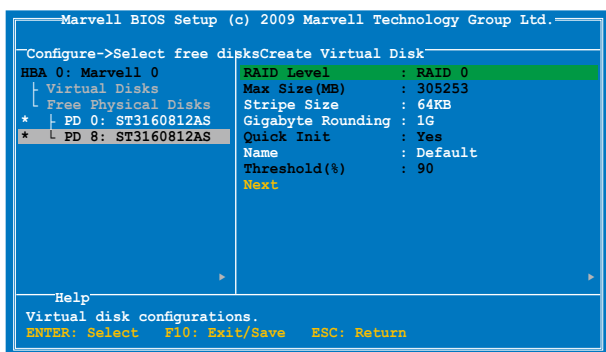 Marvell BIOS Setup (c) 2009 Marvell Technology Group Ltd.
Configure->Select free disksCreate Virtual Disk
HBA 0: Marvell 0
Virtual Disks
Free Physical Disks
* PD 0: ST3160812AS
* PD 8: ST3160812AS
RAID Level : RAID 0
Max Size(MB) : 305253
Stripe Size : 64KB
Gigabyte Rounding : 1G
Quick Init : Yes
Name : Default
Threshold(%) : 90
Next
Help
Virtual disk configurations.
ENTER: Select F10: Exit/Save ESC: Return